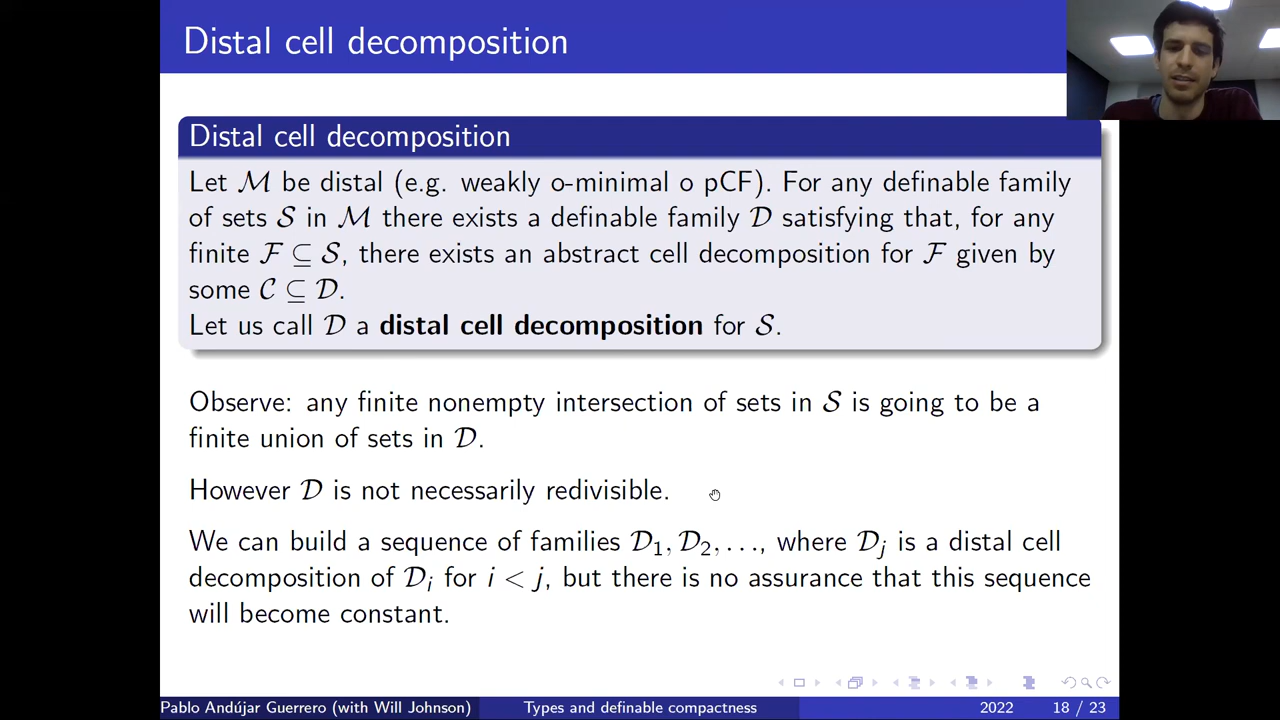 Distal cell decomposition
Distal cell decomposition
Let ℳ be distal (e.g. weakly o-minimal o pCF). For any definable family
of sets 𝒮 in ℳ there exists a definable family 𝒟 satisfying that, for any
finite ℱ ⊆ 𝒮, there exists an abstract cell decomposition for ℱ given by
some 𝒞 ⊆ 𝒟.
Let us call 𝒟 a distal cell decomposition for 𝒮.
Observe: any finite nonempty intersection of sets in 𝒮 is going to be a
finite union of sets in 𝒟.
However 𝒟 is not necessarily redivisible.
We can build a sequence of families 𝒟₁, 𝒟₂, …, where 𝒟ⱼ is a distal cell
decomposition of 𝒟ᵢ for i < j, but there is no assurance that this sequence
will become constant.
Pablo Andújar Guerrero (with Will Johnson) Types and definable compactness 2022 18 / 23